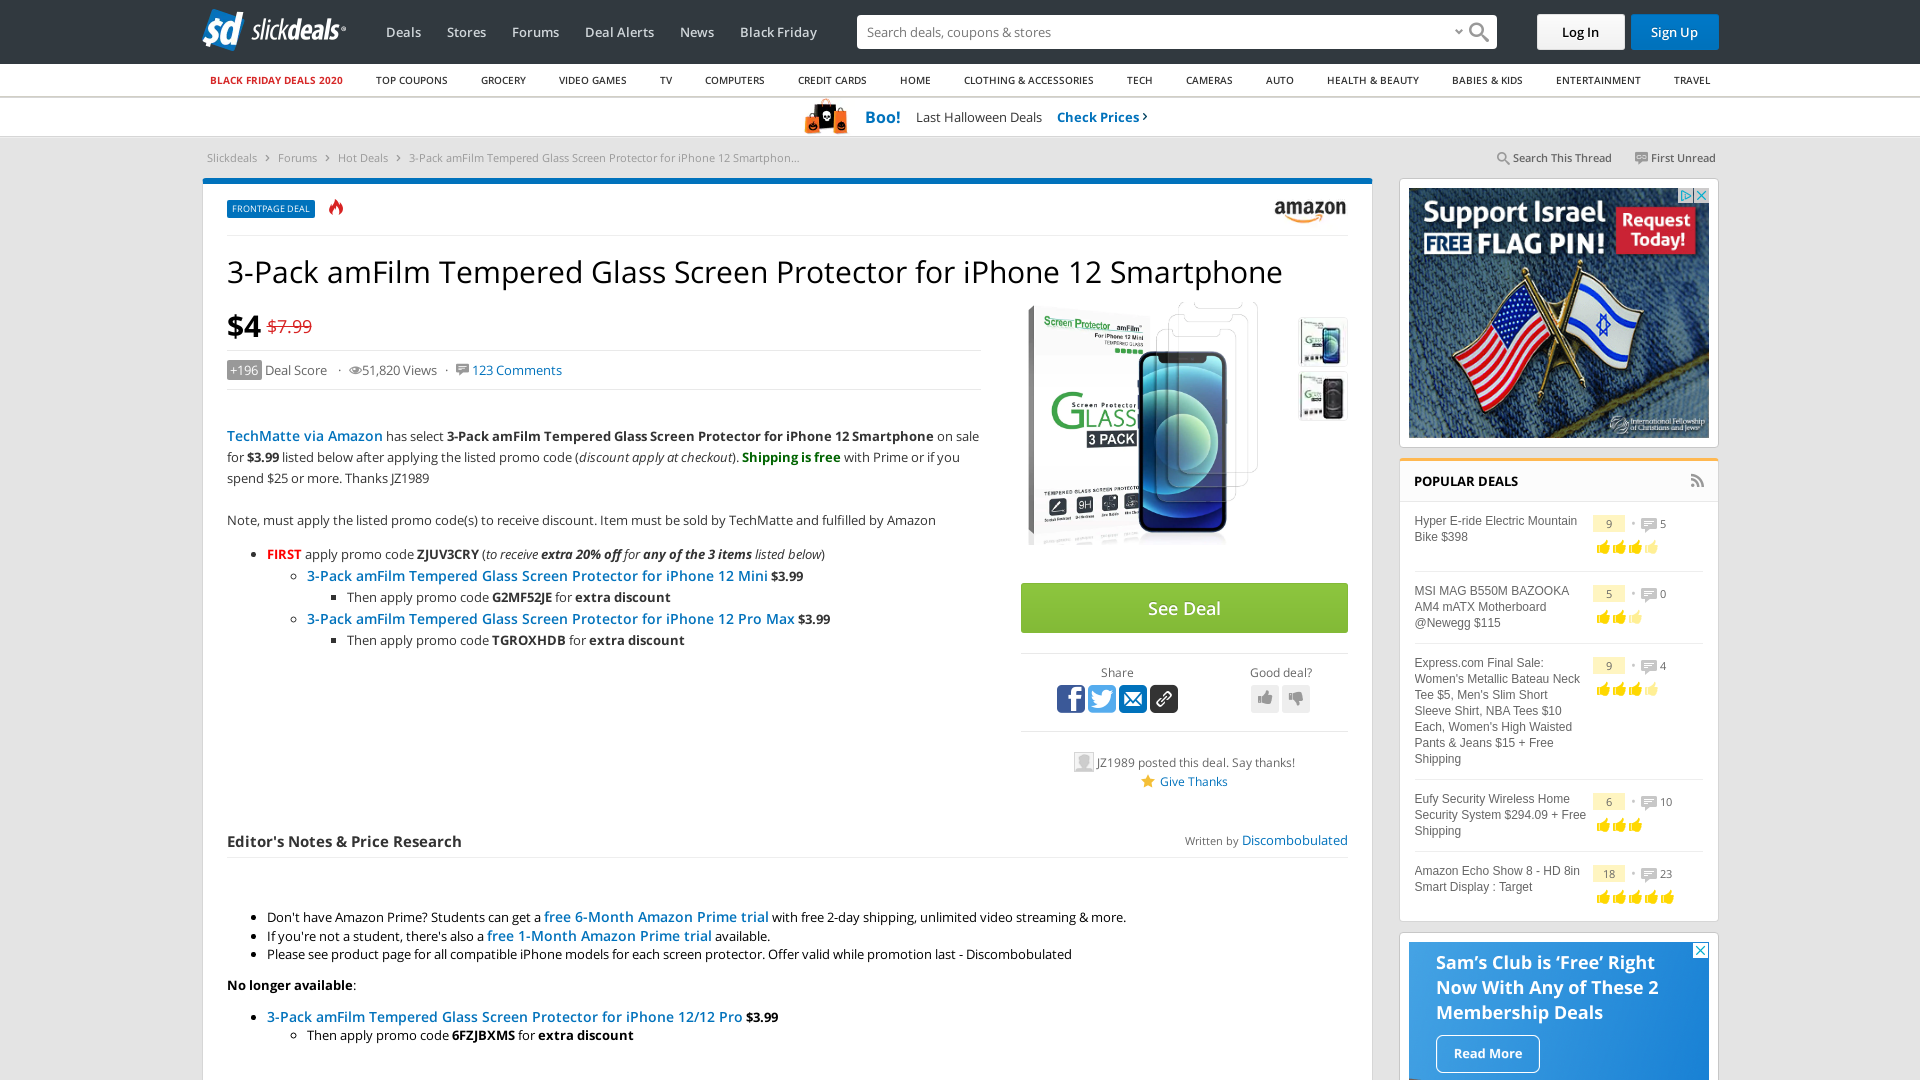 slickdeals
Deals
Stores
Forums
Deal Alerts
News
Black Friday
Search deals, coupons & stores
Log In
Sign Up
BLACK FRIDAY DEALS 2020
TOP COUPONS
GROCERY
VIDEO GAMES
TV
COMPUTERS
CREDIT CARDS
HOME
CLOTHING & ACCESSORIES
TECH
CAMERAS
AUTO
HEALTH & BEAUTY
BABIES & KIDS
ENTERTAINMENT
TRAVEL
Boo! Last Halloween Deals Check Prices ›
Slickdeals › Forums › Hot Deals › 3-Pack amFilm Tempered Glass Screen Protector for iPhone 12 Smartphon...
Search This Thread
First Unread
FRONTPAGE DEAL
amazon
3-Pack amFilm Tempered Glass Screen Protector for iPhone 12 Smartphone
$4 $7.99
+196 Deal Score · 51,820 Views · 123 Comments
TechMatte via Amazon has select 3-Pack amFilm Tempered Glass Screen Protector for iPhone 12 Smartphone on sale
for $3.99 listed below after applying the listed promo code (discount apply at checkout). Shipping is free with Prime or if you
spend $25 or more. Thanks JZ1989
Note, must apply the listed promo code(s) to receive discount. Item must be sold by TechMatte and fulfilled by Amazon
FIRST apply promo code ZJUV3CRY (to receive extra 20% off for any of the 3 items listed below)
3-Pack amFilm Tempered Glass Screen Protector for iPhone 12 Mini $3.99
Then apply promo code G2MF52JE for extra discount
3-Pack amFilm Tempered Glass Screen Protector for iPhone 12 Pro Max $3.99
Then apply promo code TGROXHDB for extra discount
Screen Protector amFilm
For iPhone 12 Mini
TEMPERED GLASS
Screen Protector
GLASS
3 PACK
TEMPERED GLASS SCREEN PROTECTOR
9H
See Deal
Share
Good deal?
JZ1989 posted this deal. Say thanks!
Give Thanks
Editor's Notes & Price Research
Written by Discombobulated
Don't have Amazon Prime? Students can get a free 6-Month Amazon Prime trial with free 2-day shipping, unlimited video streaming & more.
If you're not a student, there's also a free 1-Month Amazon Prime trial available.
Please see product page for all compatible iPhone models for each screen protector. Offer valid while promotion last - Discombobulated
No longer available:
3-Pack amFilm Tempered Glass Screen Protector for iPhone 12/12 Pro $3.99
Then apply promo code 6FZJBXMS for extra discount
Support Israel
FREE FLAG PIN!
Request
Today!
International Fellowship
of Christians and Jews
POPULAR DEALS
Hyper E-ride Electric Mountain
Bike $398
9 • 5
MSI MAG B550M BAZOOKA
AM4 mATX Motherboard
@Newegg $115
5 • 0
Express.com Final Sale:
Women's Metallic Bateau Neck
Tee $5, Men's Slim Short
Sleeve Shirt, NBA Tees $10
Each, Women's High Waisted
Pants & Jeans $15 + Free
Shipping
9 • 4
Eufy Security Wireless Home
Security System $294.09 + Free
Shipping
6 • 10
Amazon Echo Show 8 - HD 8in
Smart Display : Target
18 • 23
Sam's Club is 'Free' Right
Now With Any of These 2
Membership Deals
Read More